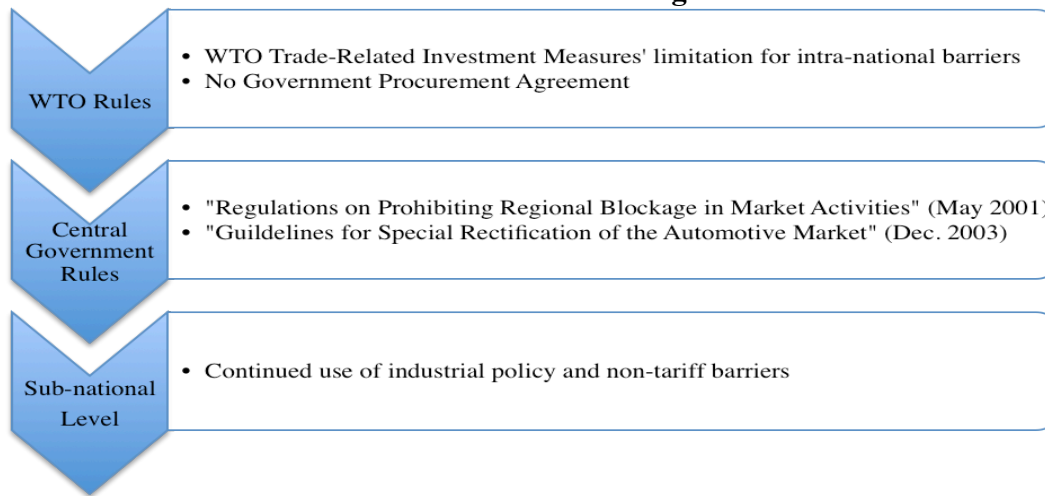 WTO Rules
• WTO Trade-Related Investment Measures' limitation for intra-national barriers
• No Government Procurement Agreement
Central
Government
Rules
• "Regulations on Prohibiting Regional Blockage in Market Activities" (May 2001)
• "Guildelines for Special Rectification of the Automotive Market" (Dec. 2003)
Sub-national
Level
• Continued use of industrial policy and non-tariff barriers